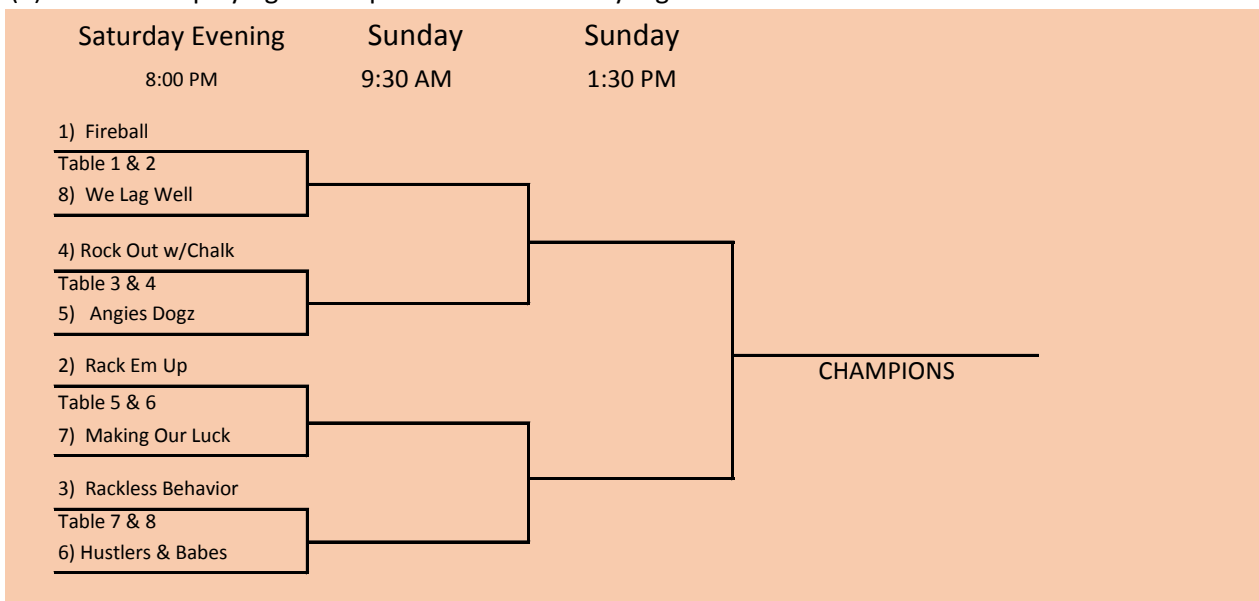 Saturday Evening Sunday Sunday
8:00 PM 9:30 AM 1:30 PM
1) Fireball
Table 1 & 2
8) We Lag Well
4) Rock Out w/Chalk
Table 3 & 4
5) Angies Dogz
2) Rack Em Up
CHAMPIONS
Table 5 & 6
7) Making Our Luck
3) Rackless Behavior
Table 7 & 8
6) Hustlers & Babes